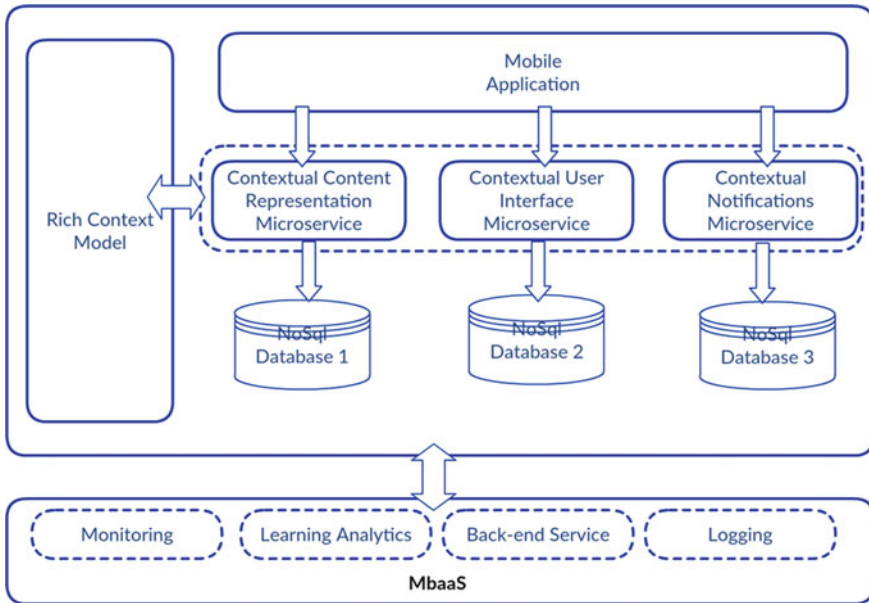 Mobile
Application
Rich Context
Model
Contextual Content
Representation
Microservice
Contextual User
Interface
Microservice
Contextual
Notifications
Microservice
NoSql
Database 1
NoSql
Database 2
NoSql
Database 3
Monitoring
Learning Analytics
Back-end Service
Logging
MbaaS